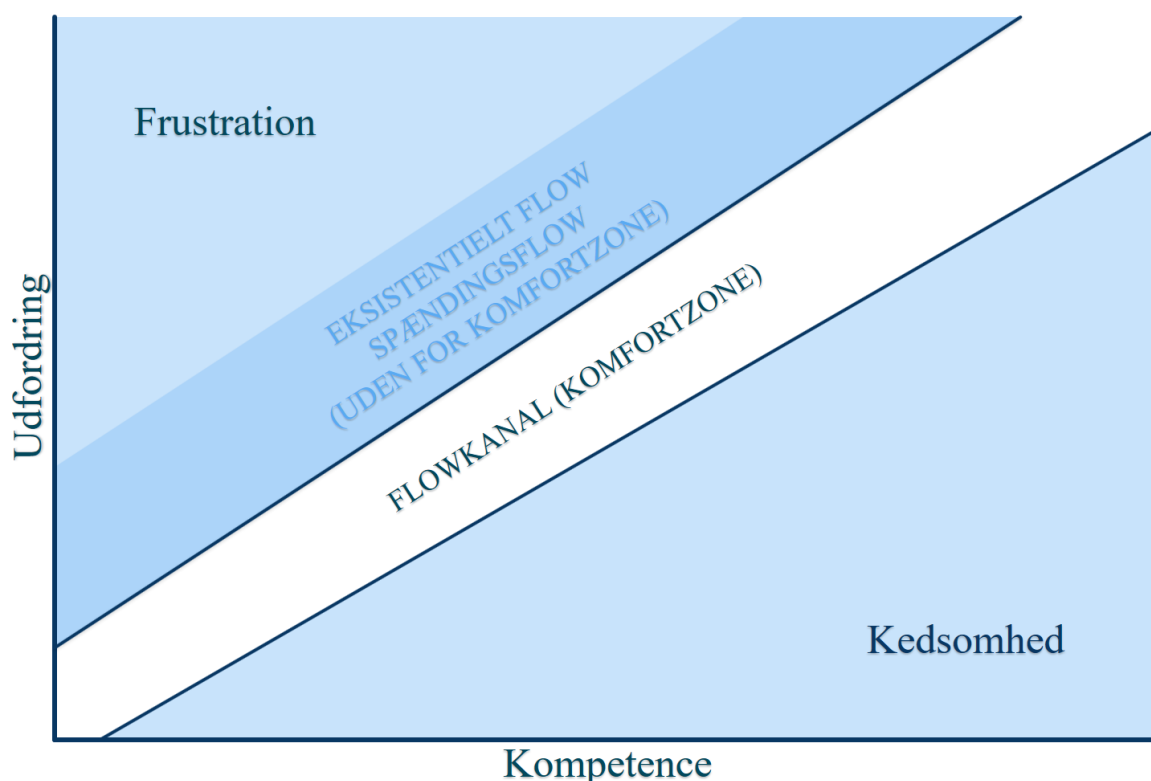 Frustration
EKSISTENTIELT FLOW
SPÆNDINGSFLOW
(UDEN FOR KOMFORTZONE)
FLOWKANAL (KOMFORTZONE)
Udfordring
Kedsomhed
Kompetence